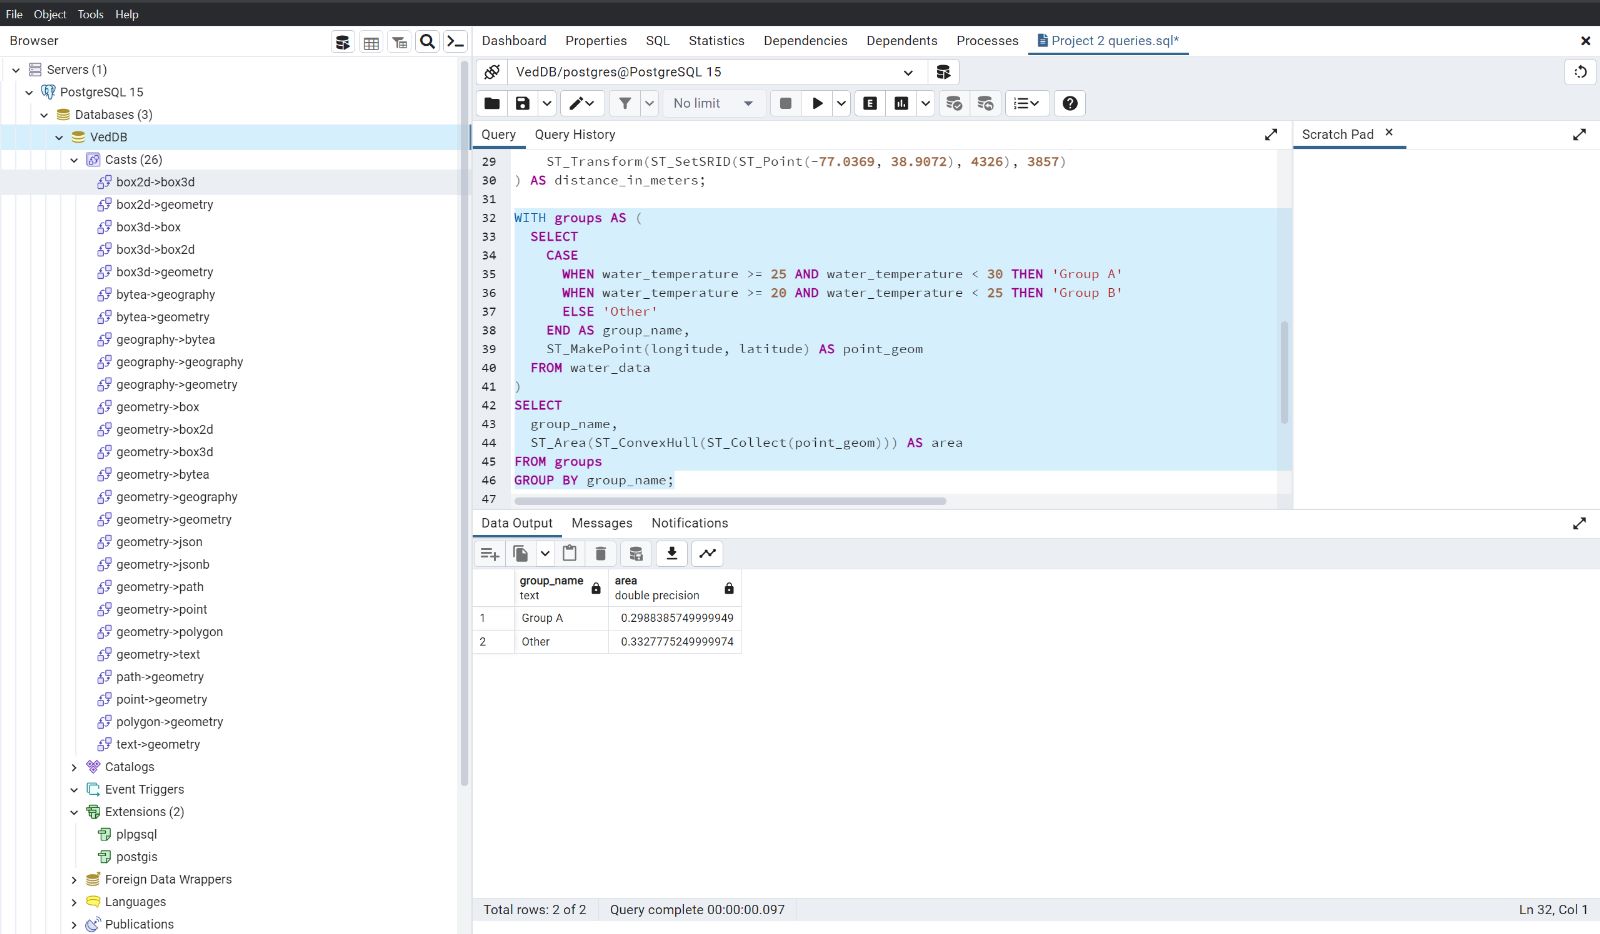 File Object Tools Help
Browser
Servers (1)
PostgreSQL 15
Databases (3)
VedDB
Casts (26)
box2d->box3d
box2d->geometry
box3d->box
box3d->box2d
box3d->geometry
bytea->geography
bytea->geometry
geography->bytea
geography->geography
geography->geometry
geometry->box
geometry->box2d
geometry->box3d
geometry->bytea
geometry->geography
geometry->geometry
geometry->json
geometry->jsonb
geometry->path
geometry->point
geometry->polygon
geometry->text
path->geometry
point->geometry
polygon->geometry
text->geometry
Catalogs
Event Triggers
Extensions (2)
plpgsql
postgis
Foreign Data Wrappers
Languages
Publications
Dashboard Properties SQL Statistics Dependencies Dependents Processes Project 2 queries.sql*
VedDB/postgres@PostgreSQL 15
No limit E
Query Query History
Scratch Pad
29 ST_Transform(ST_SetSRID(ST_Point(-77.0369, 38.9072), 4326), 3857)
30 ) AS distance_in_meters;
31
32 WITH groups AS (
33 SELECT
34 CASE
35 WHEN water_temperature >= 25 AND water_temperature < 30 THEN 'Group A'
36 WHEN water_temperature >= 20 AND water_temperature < 25 THEN 'Group B'
37 ELSE 'Other'
38 END AS group_name,
39 ST_MakePoint(longitude, latitude) AS point_geom
40 FROM water_data
41 )
42 SELECT
43 group_name,
44 ST_Area(ST_ConvexHull(ST_Collect(point_geom))) AS area
45 FROM groups
46 GROUP BY group_name;
47
Data Output Messages Notifications
group_name area
text double precision
1 Group A 0.2988385749999949
2 Other 0.3327775249999974
Total rows: 2 of 2 Query complete 00:00:00.097 Ln 32, Col 1